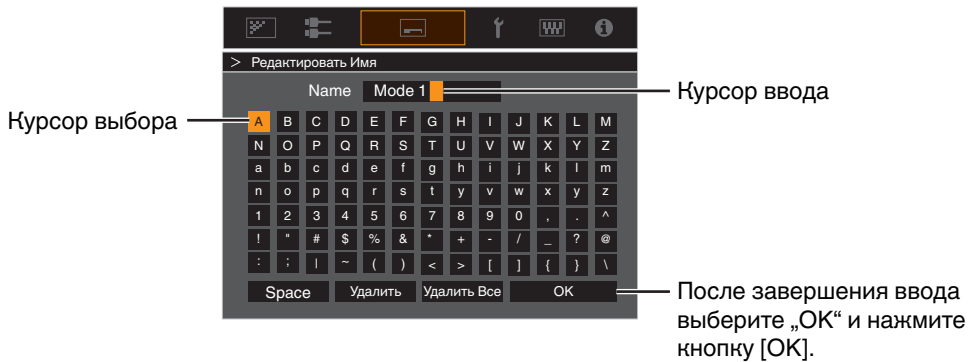 > Редактировать Имя
Name Mode 1
Курсор ввода
Курсор выбора
A B C D E F G H I J K L M
N O P Q R S T U V W X Y Z
a b c d e f g h i j k l m
n o p q r s t y v w x y z
1 2 3 4 5 6 7 8 9 0 , . ^
! " # $ % & * + - / _ ? @
: ; | ~ ( ) < > [ ] { } \
Space Удалить Удалить Все OK
После завершения ввода
выберите „OK“ и нажмите
кнопку [OK].